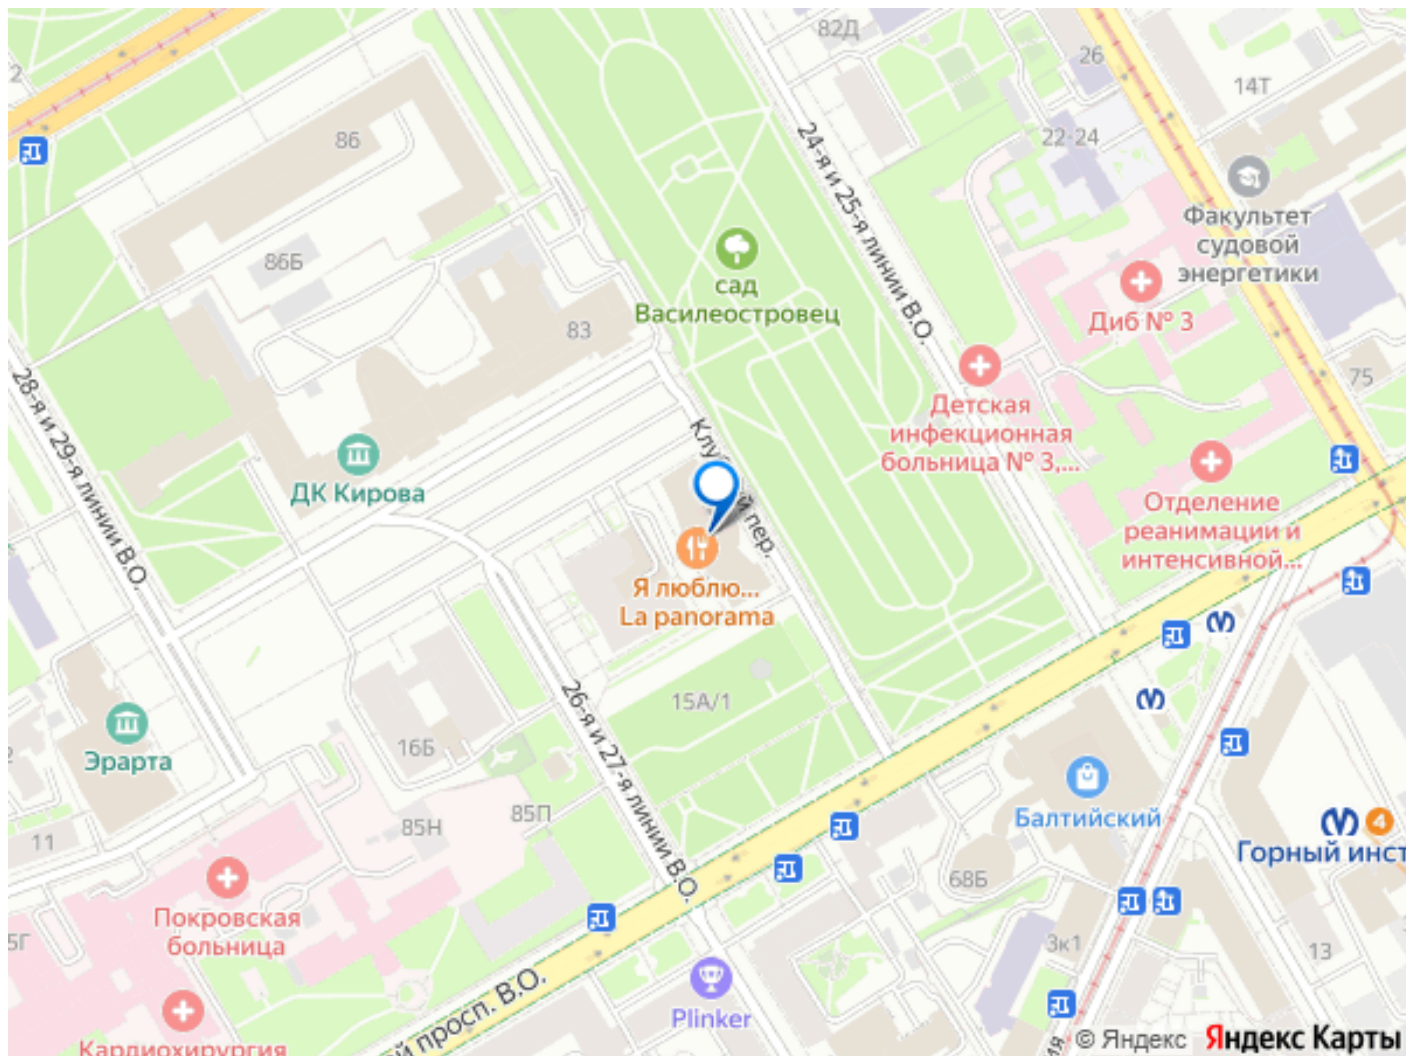 82Д
26
14Т
2
86
22-24
24-я и 25-я линии В.О.
Факультет
судовой
энергетики
86Б
сад
Василеостровец
83
Диб № 3
75
28-я и 29-я линии В.О.
Детская
инфекционная
больница № 3,...
ДК Кирова
Отделение
реанимации и
интенсивной...
пер.
Я люблю...
La panorama
15А/1
26-я и 27-я линии В.О.
Эрарта
16Б
85Н
85П
11
Балтийский
4
Горный инст
68Б
Покровская
больница
5Г
3к1
13
Plinker
й просп. В.О.
Кардиохирургия
© Яндекс Яндекс Карты